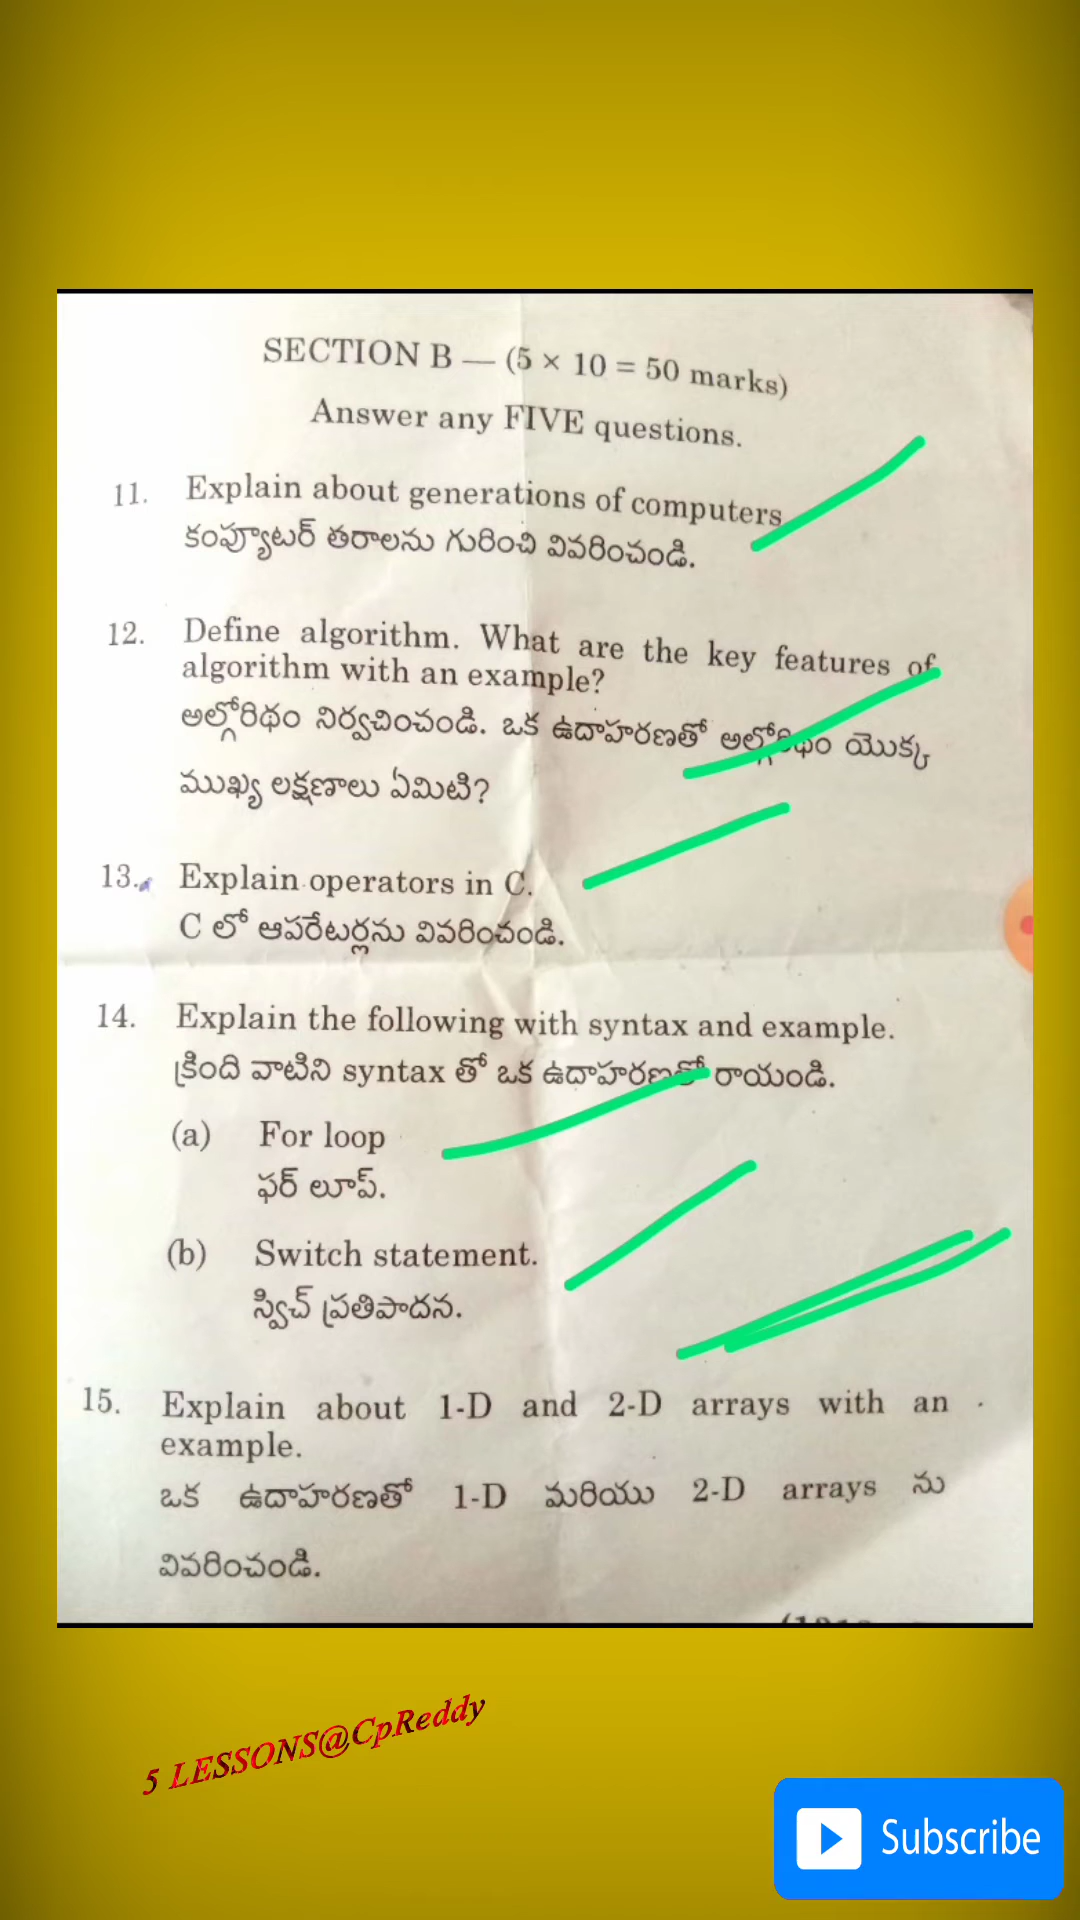 SECTION B — (5 × 10 = 50 marks)
Answer any FIVE questions.
11. Explain about generations of computers
కంప్యూటర్ తరాలను గురించి వివరించండి.
12. Define algorithm. What are the key features of
algorithm with an example?
అల్గోరిథం నిర్వచించండి. ఒక ఉదాహరణతో అల్గోరిథం యొక్క
ముఖ్య లక్షణాలు ఏమిటి?
13. Explain operators in C.
C లో ఆపరేటర్లను వివరించండి.
14. Explain the following with syntax and example.
క్రింది వాటిని syntax తో ఒక ఉదాహరణతో రాయండి.
(a) For loop
ఫర్ లూప్.
(b) Switch statement.
స్విచ్ ప్రతిపాదన.
15. Explain about 1-D and 2-D arrays with an
example.
ఒక ఉదాహరణతో 1-D మరియు 2-D arrays ను
వివరించండి.
5 LESSONS@CpReddy
Subscribe